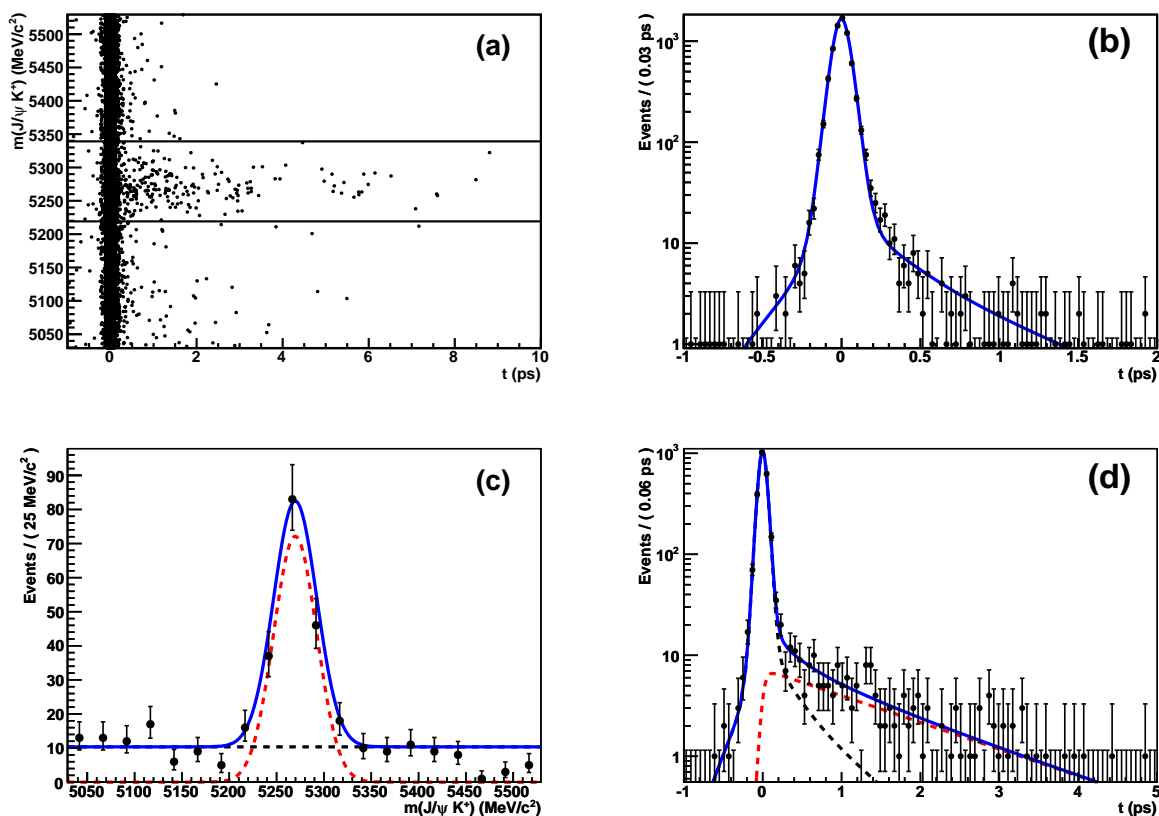 m(J/ψ K⁺) (MeV/c²)
5500
5450
5400
5350
5300
5250
5200
5150
5100
5050
(a)
0 2 4 6 8 10
t (ps)
Events / ( 0.03 ps )
10³
10²
10
1
(b)
-1 -0.5 0 0.5 1 1.5 2
t (ps)
Events / ( 25 MeV/c² )
90
80
70
60
50
40
30
20
10
0
(c)
5050 5100 5150 5200 5250 5300 5350 5400 5450 5500
m(J/ψ K⁺) (MeV/c²)
Events / ( 0.06 ps )
10³
10²
10
1
(d)
-1 0 1 2 3 4 5
t (ps)